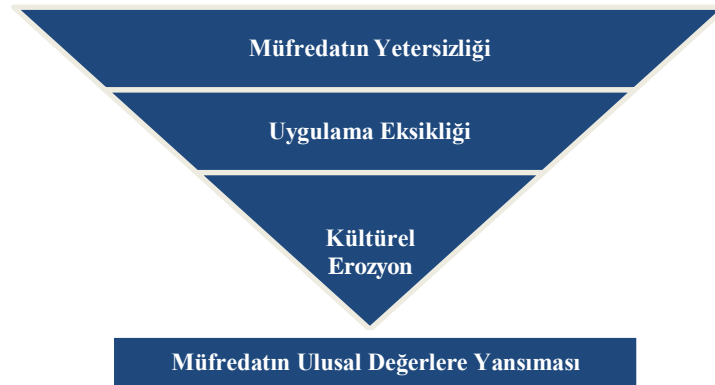 Müfredatın Yetersizliği
Uygulama Eksikliği
Kültürel
Erozyon
Müfredatın Ulusal Değerlere Yansıması